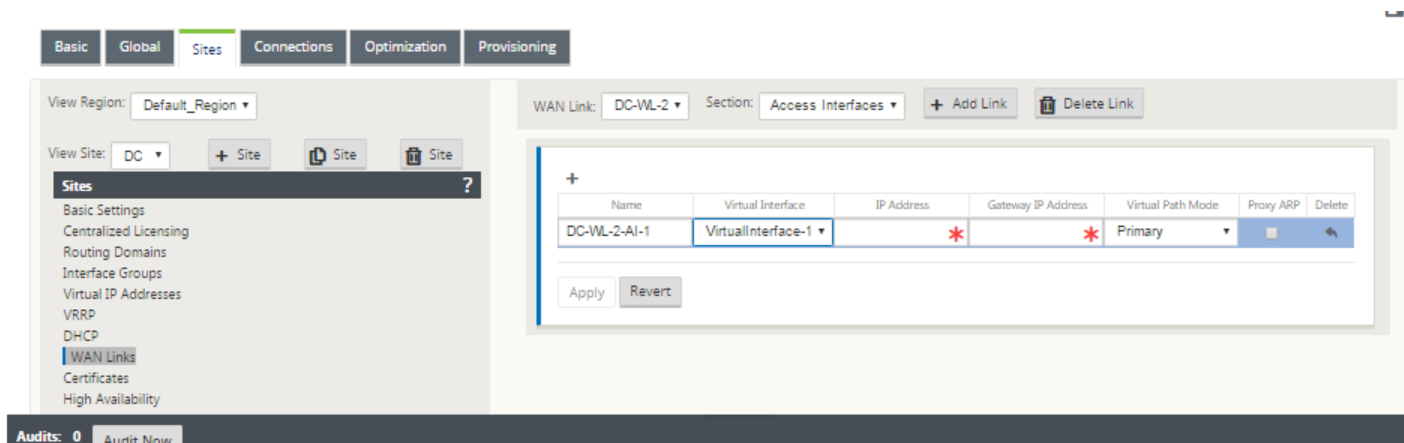 Basic Global Sites Connections Optimization Provisioning
View Region: Default_Region
WAN Link: DC-WL-2 Section: Access Interfaces + Add Link Delete Link
View Site: DC + Site Site Site
Sites ?
Basic Settings
Centralized Licensing
Routing Domains
Interface Groups
Virtual IP Addresses
VRRP
DHCP
WAN Links
Certificates
High Availability
+
Name Virtual Interface IP Address Gateway IP Address Virtual Path Mode Proxy ARP Delete
DC-WL-2-AI-1 VirtualInterface-1 * * Primary
Apply Revert
Audits: 0 Audit Now